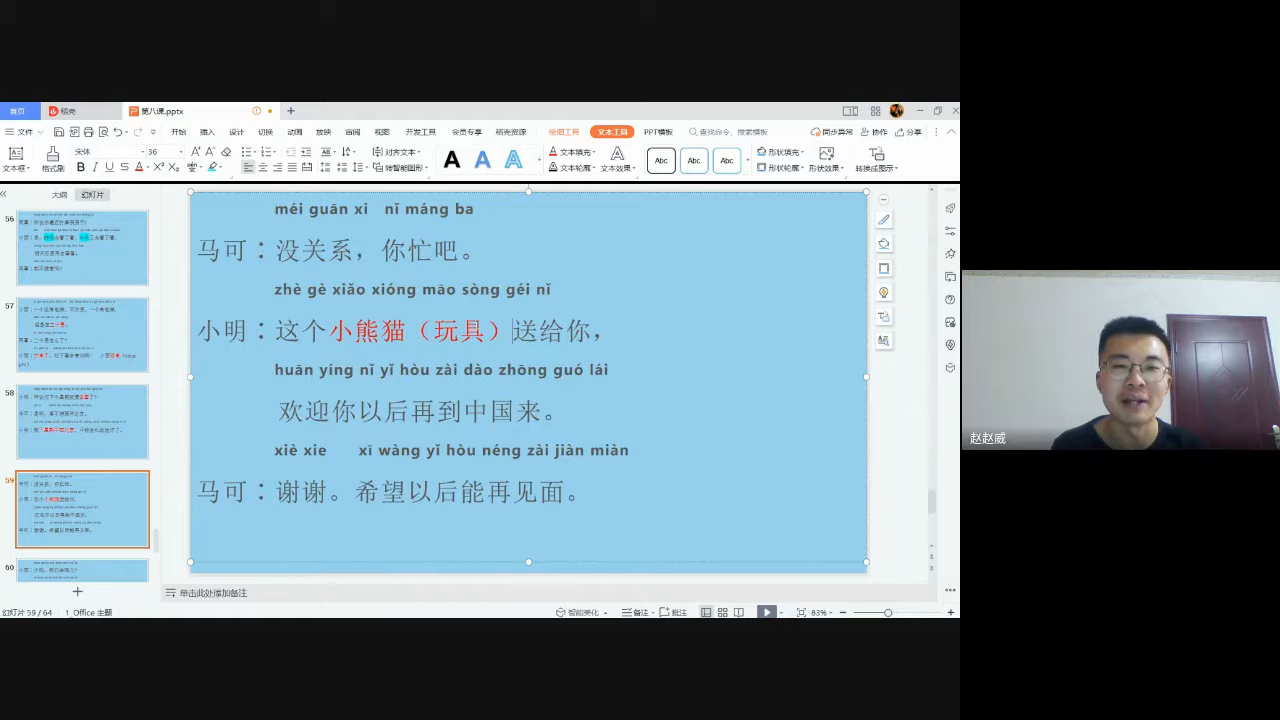 首页
稻壳
第八课.pptx
文件
开始 插入 设计 切换 动画 放映 审阅 视图 开发工具 会员专享 稻壳资源 绘图工具 文本工具 PPT模板 查找命令、搜索模板 同步异常 协作 分享
文本框 格式刷 宋体 36 对齐文本 转智能图形 文本填充 文本轮廓 文本效果 Abc Abc Abc 形状填充 形状轮廓 形状效果 转换成图示
大纲 幻灯片
56
57
58
59
60
méi guān xi nǐ máng ba
马可：没关系，你忙吧。
zhè gè xiǎo xióng māo sòng géi nǐ
小明：这个小熊猫（玩具）送给你，
huān yíng nǐ yǐ hòu zài dào zhōng guó lái
欢迎你以后再到中国来。
xiè xie xī wàng yǐ hòu néng zài jiàn miàn
马可：谢谢。希望以后能再见面。
单击此处添加备注
幻灯片 59 / 64 1_Office 主题 智能美化 备注 批注 83%
赵赵威